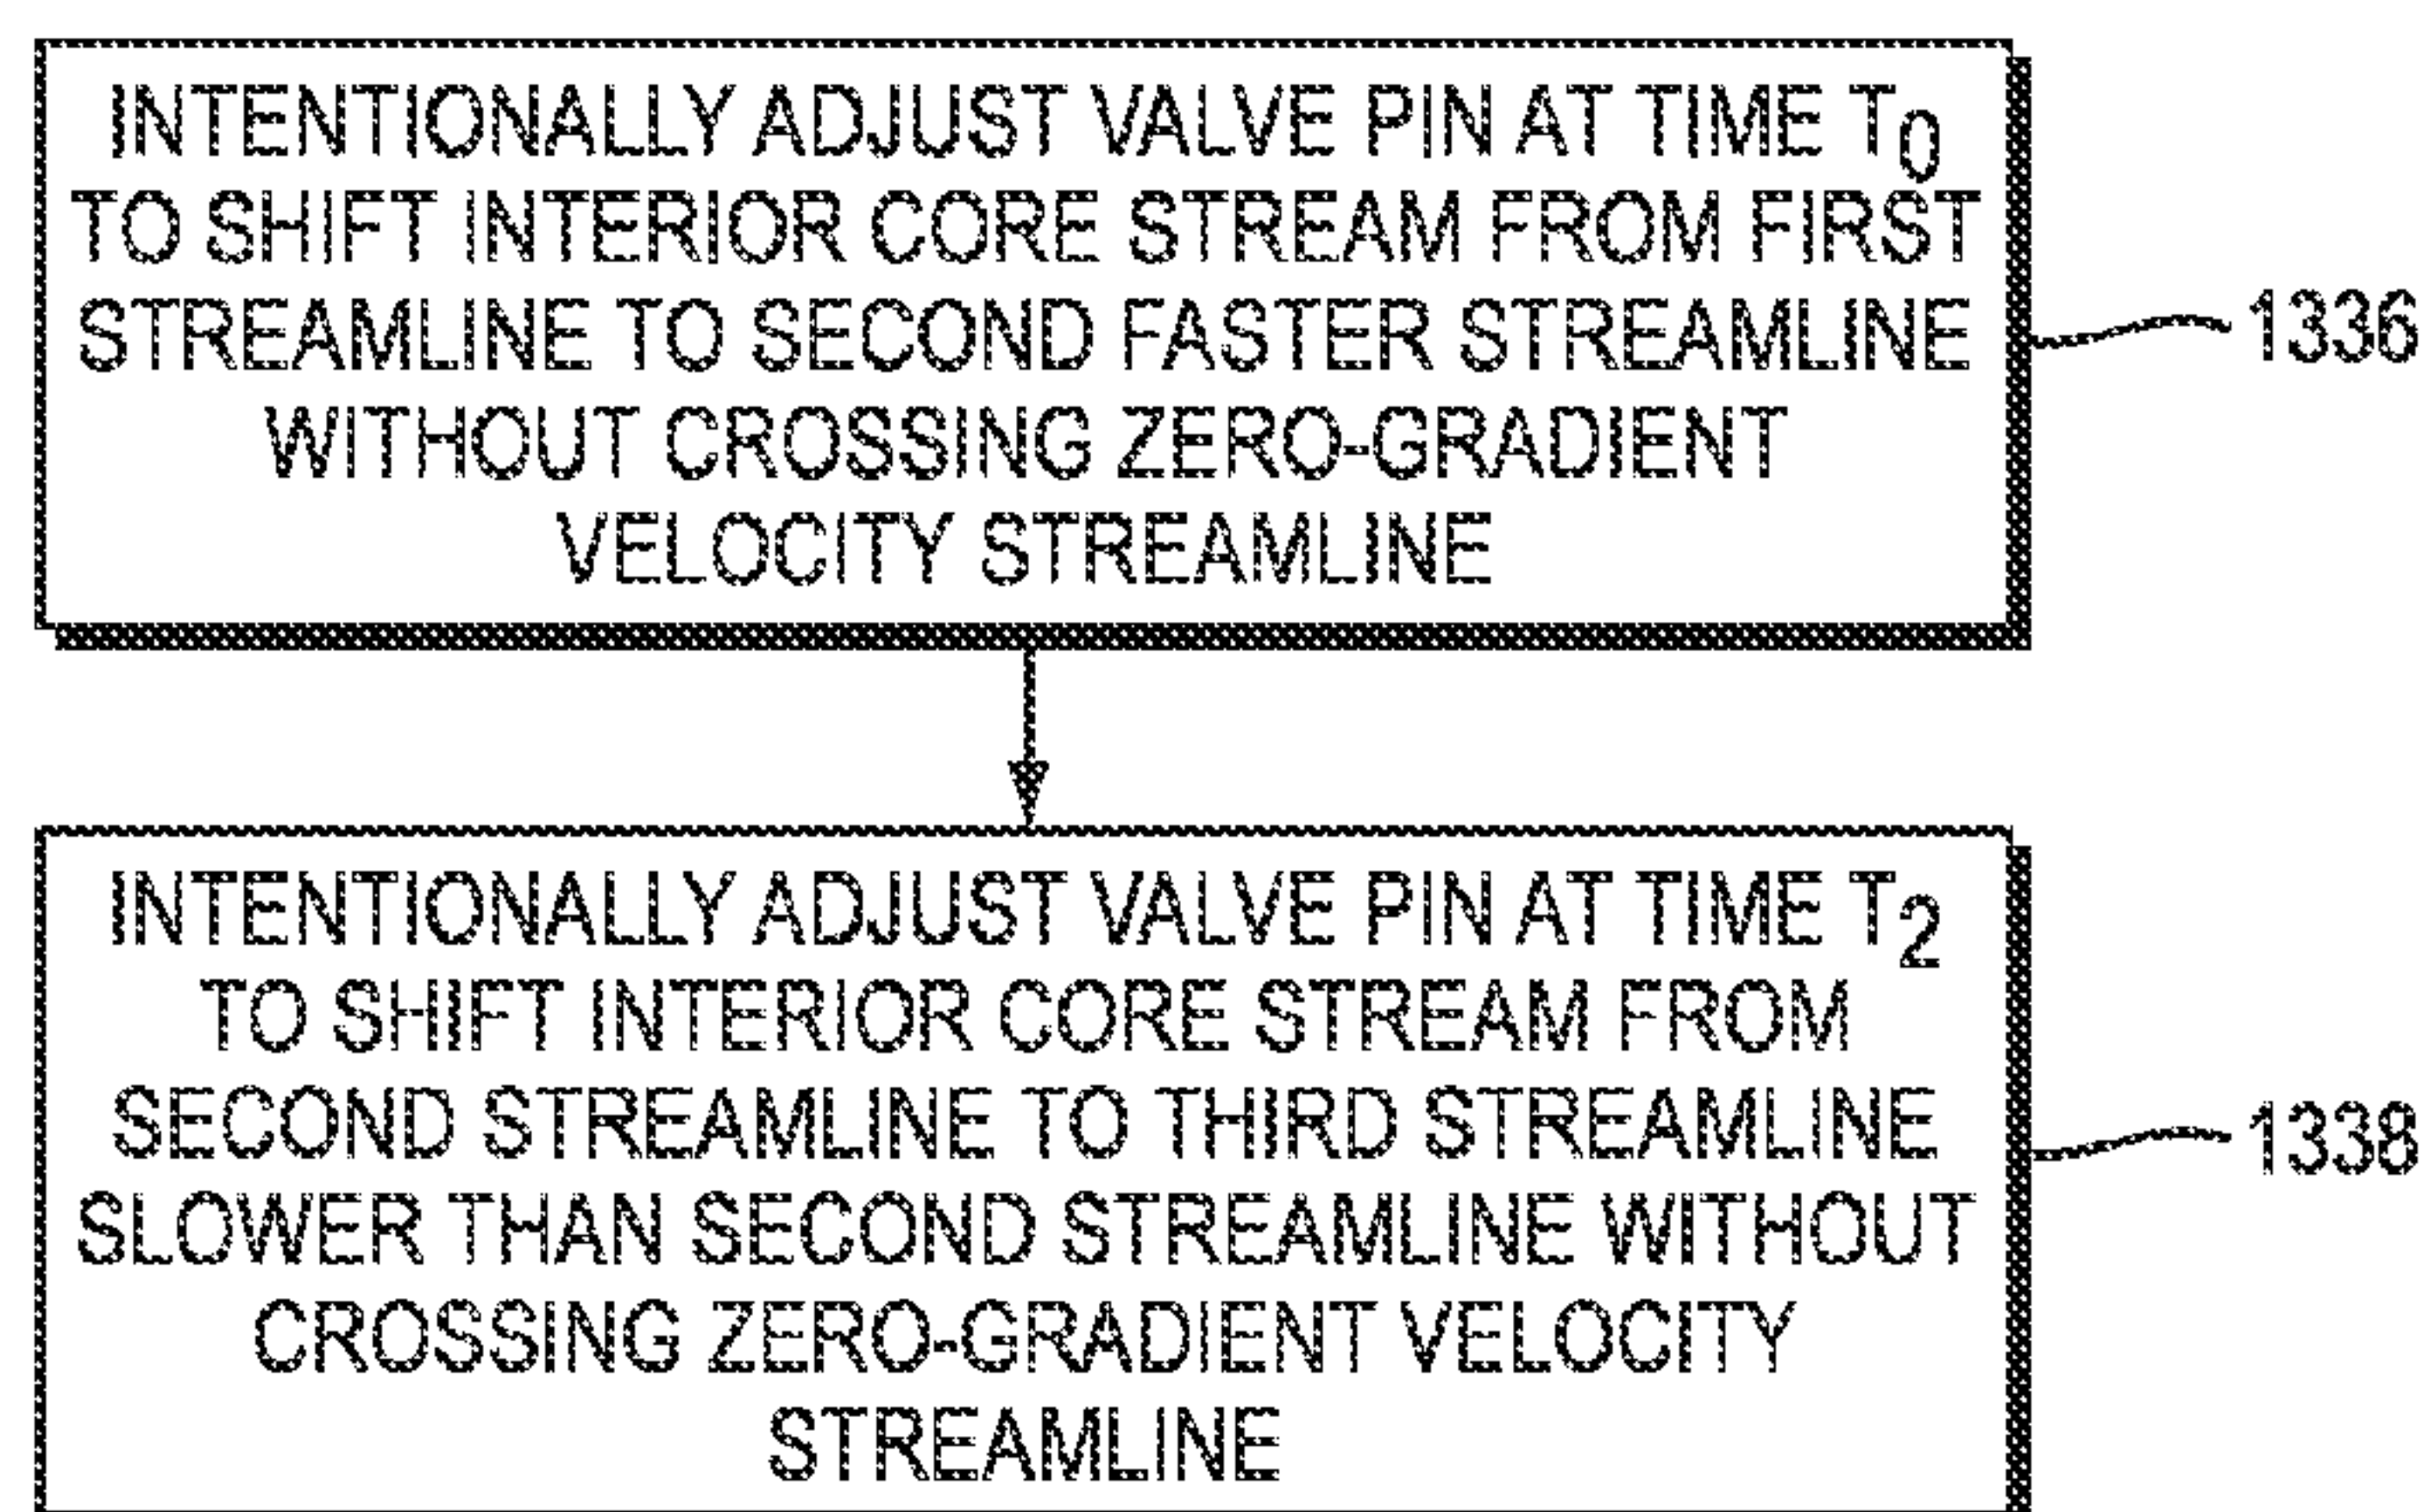 INTENTIONALLY ADJUST VALVE PIN AT TIME T0
TO SHIFT INTERIOR CORE STREAM FROM FIRST
STREAMLINE TO SECOND FASTER STREAMLINE
WITHOUT CROSSING ZERO-GRADIENT
VELOCITY STREAMLINE
1336
INTENTIONALLY ADJUST VALVE PIN AT TIME T2
TO SHIFT INTERIOR CORE STREAM FROM
SECOND STREAMLINE TO THIRD STREAMLINE
SLOWER THAN SECOND STREAMLINE WITHOUT
CROSSING ZERO-GRADIENT VELOCITY
STREAMLINE
1338